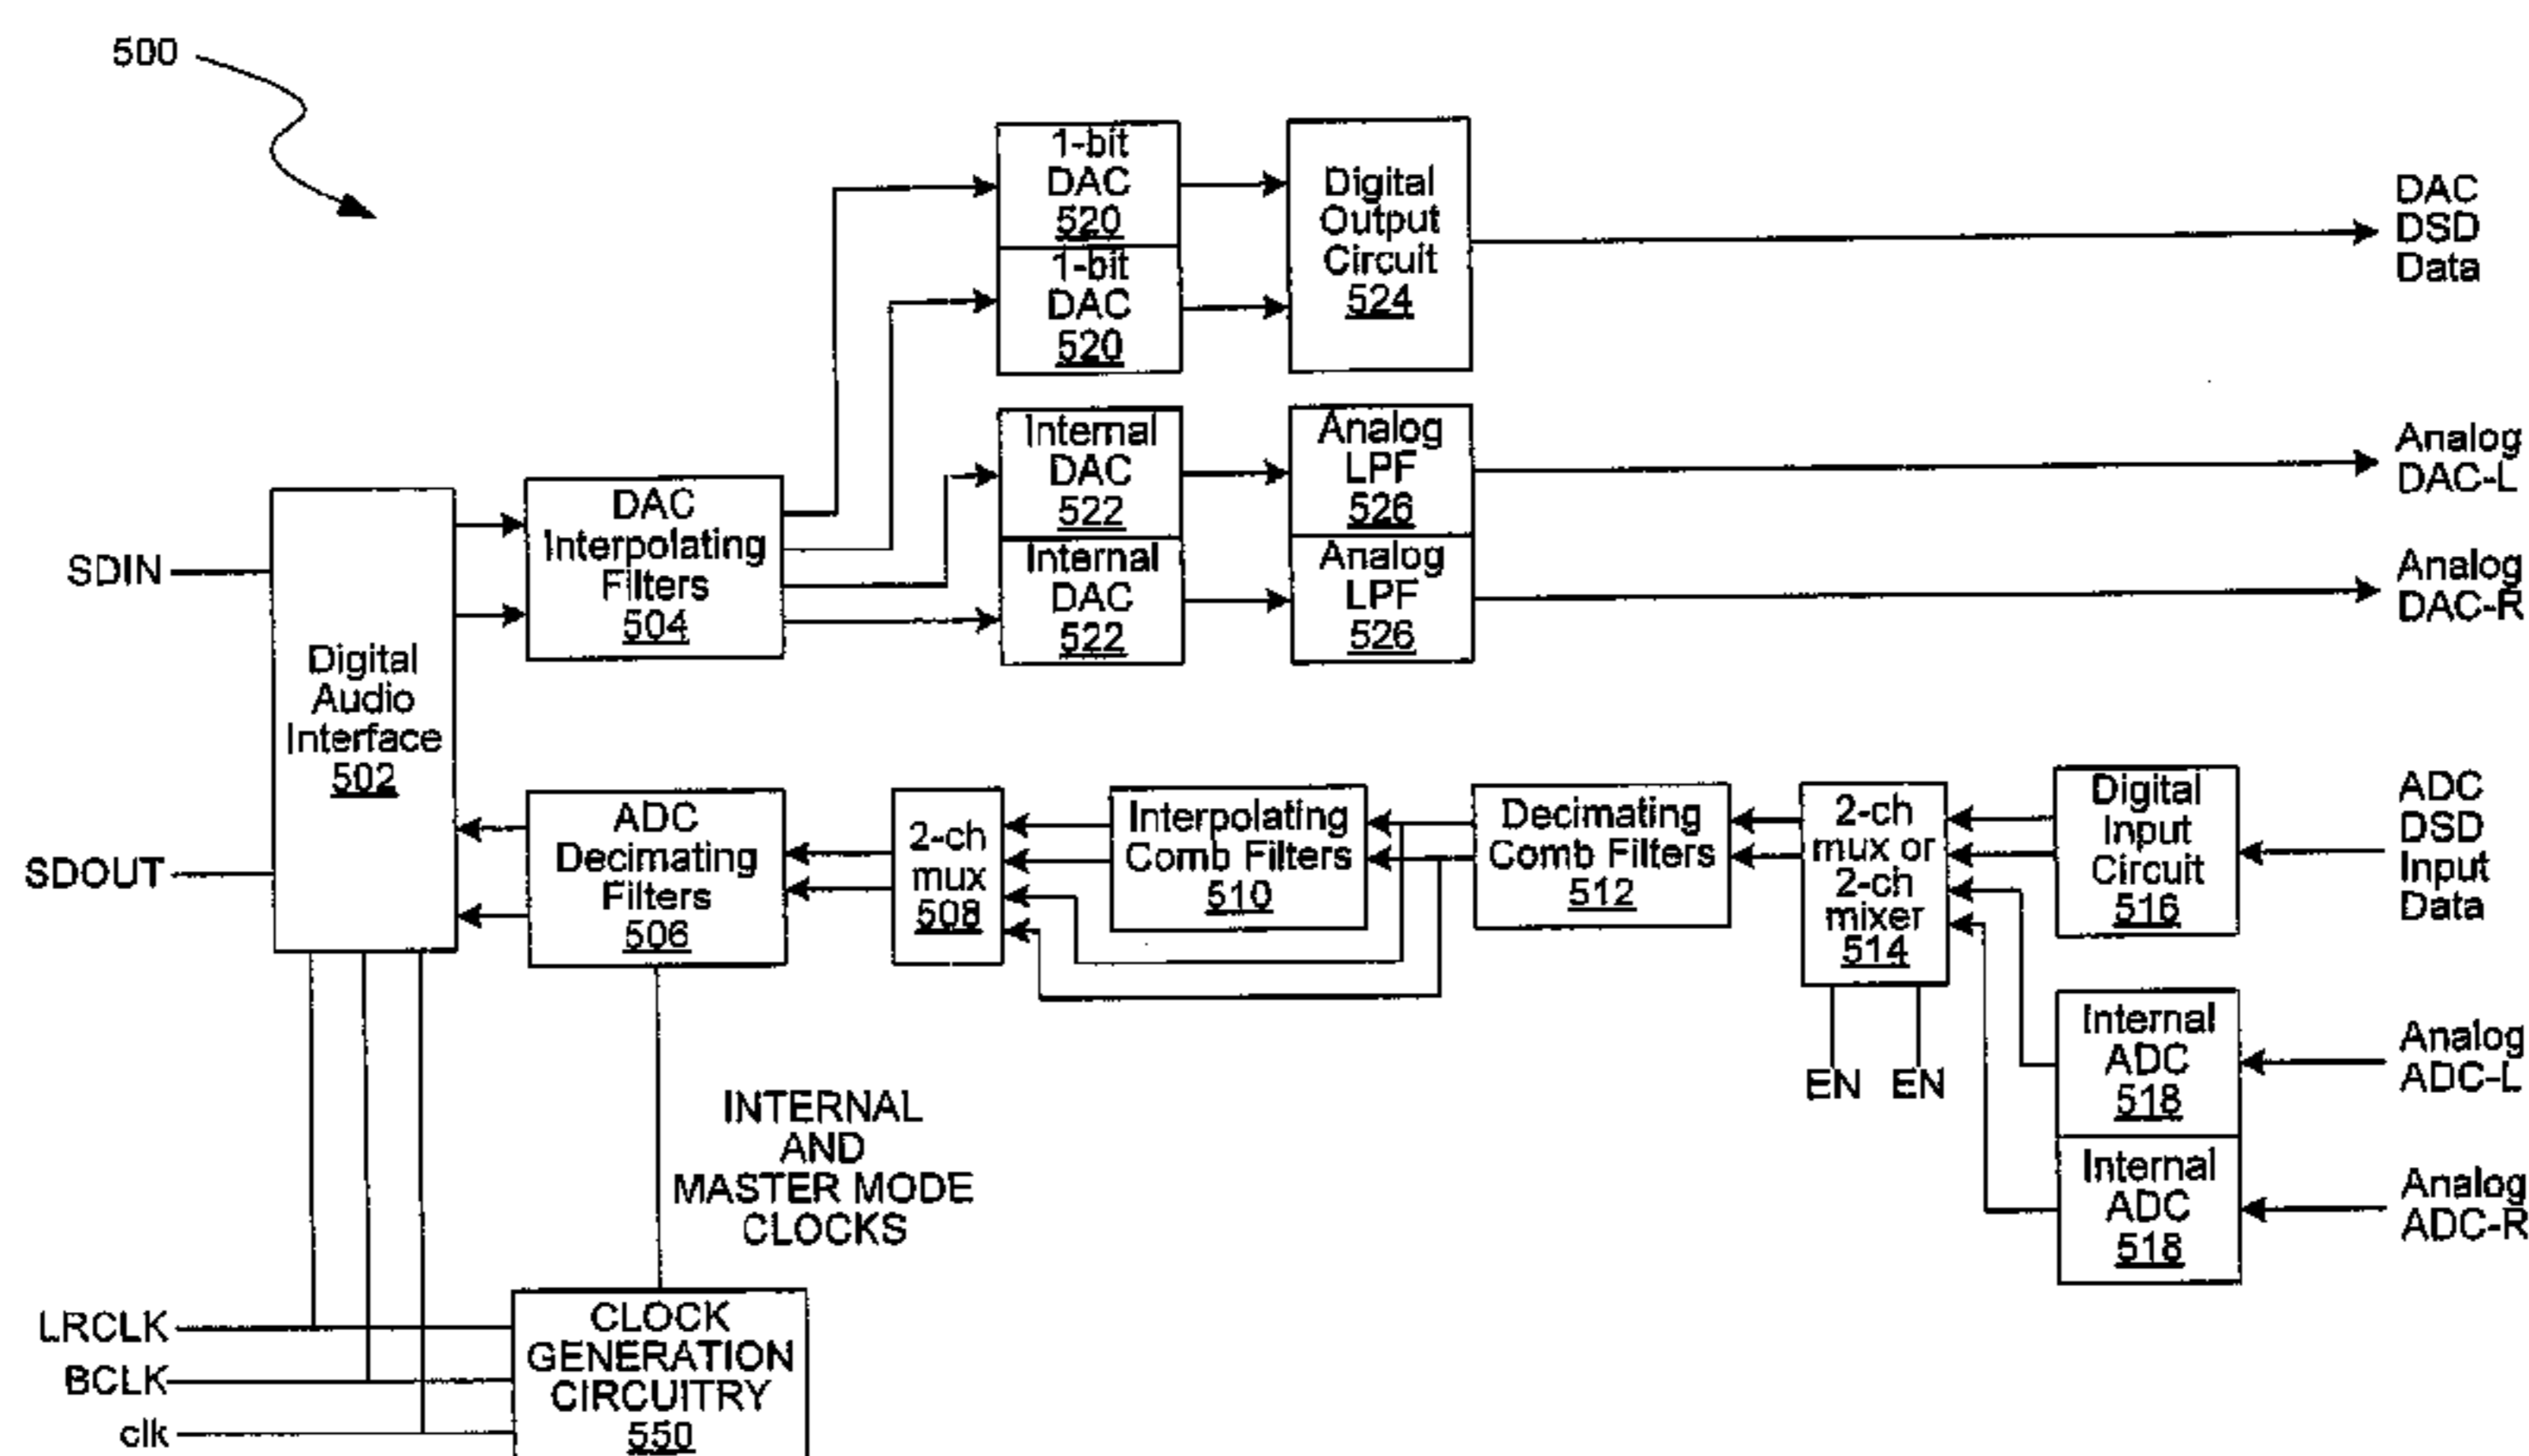 500
1-bit
DAC
520
1-bit
DAC
520
Digital
Output
Circuit
524
DAC
DSD
Data
Internal
DAC
522
Internal
DAC
522
Analog
LPF
526
Analog
LPF
526
Analog
DAC-L
Analog
DAC-R
SDIN
SDOUT
Digital
Audio
Interface
502
DAC
Interpolating
Filters
504
ADC
Decimating
Filters
506
2-ch
mux
508
Interpolating
Comb Filters
510
Decimating
Comb Filters
512
2-ch
mux or
2-ch
mixer
514
EN EN
Digital
Input
Circuit
516
ADC
DSD
Input
Data
Internal
ADC
518
Internal
ADC
518
Analog
ADC-L
Analog
ADC-R
INTERNAL
AND
MASTER MODE
CLOCKS
LRCLK
BCLK
clk
CLOCK
GENERATION
CIRCUITRY
550